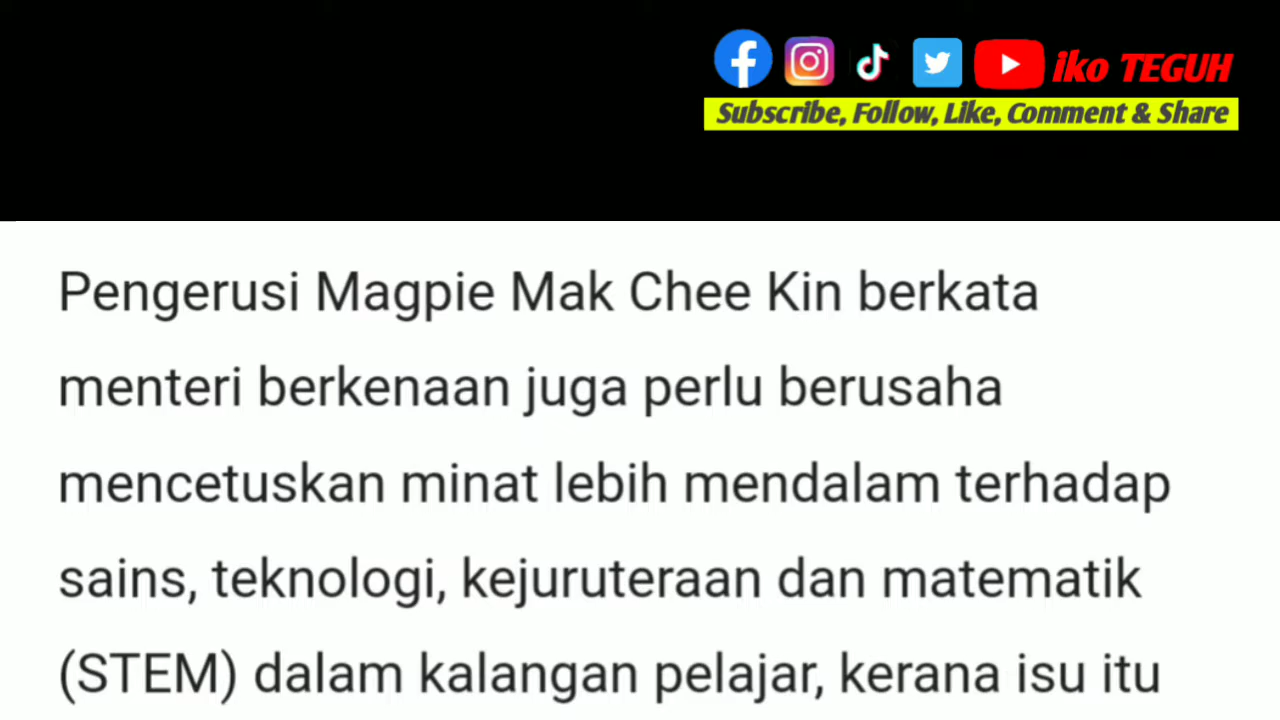 iko TEGUH
Subscribe, Follow, Like, Comment & Share
Pengerusi Magpie Mak Chee Kin berkata
menteri berkenaan juga perlu berusaha
mencetuskan minat lebih mendalam terhadap
sains, teknologi, kejuruteraan dan matematik
(STEM) dalam kalangan pelajar, kerana isu itu